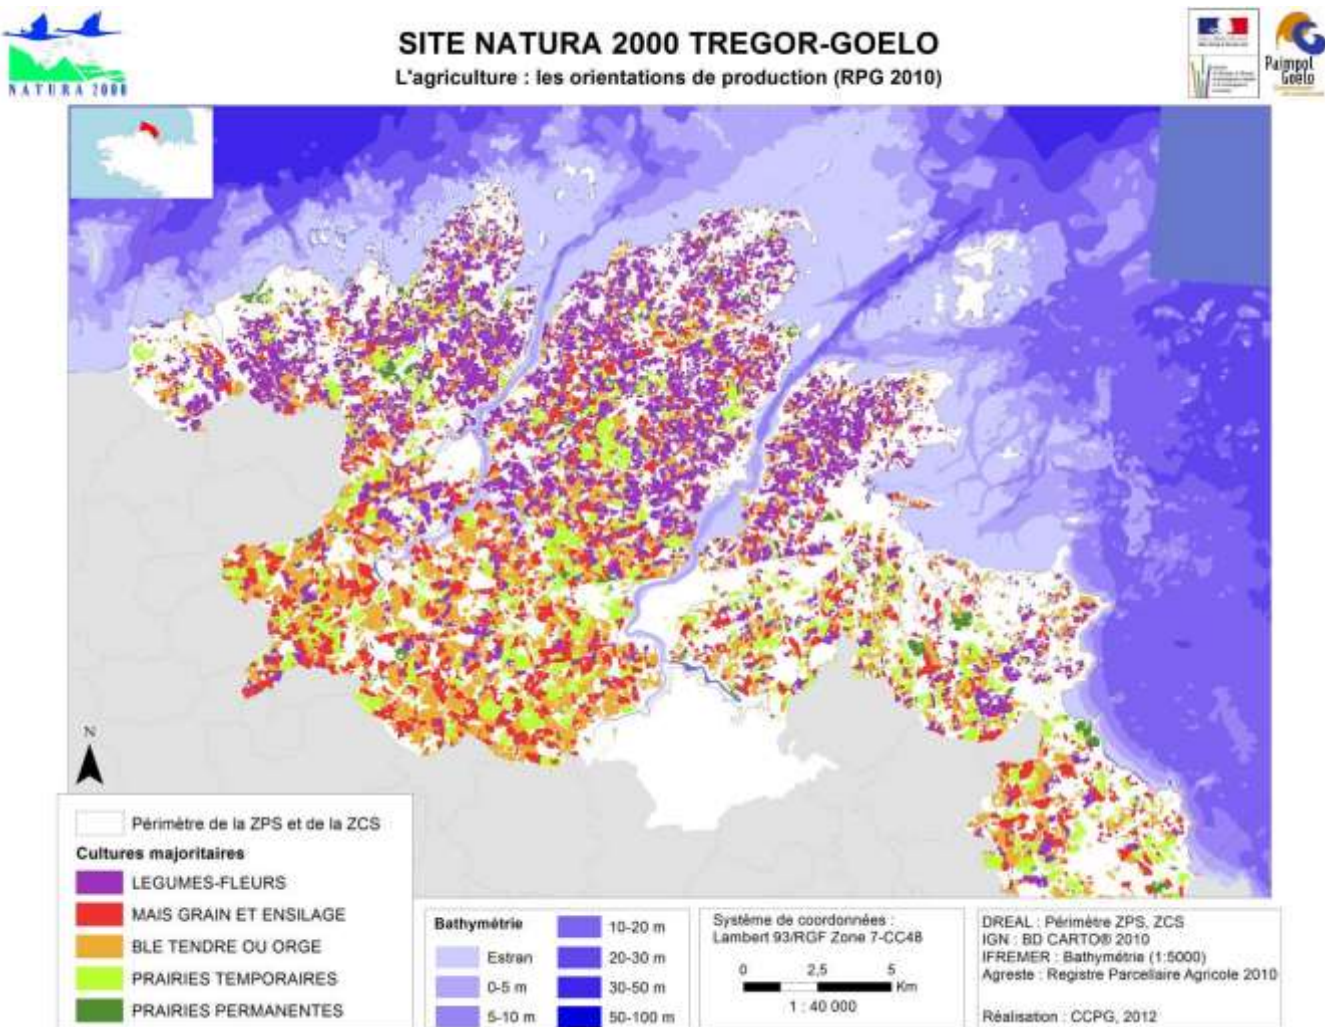 SITE NATURA 2000 TREGOR-GOELO
L'agriculture : les orientations de production (RPG 2010)
NATURA 2000
Paimpol
Goëlo
N
Périmètre de la ZPS et de la ZCS
Cultures majoritaires
LEGUMES-FLEURS
MAIS GRAIN ET ENSILAGE
BLE TENDRE OU ORGE
PRAIRIES TEMPORAIRES
PRAIRIES PERMANENTES
Bathymétrie
Estran
0-5 m
5-10 m
10-20 m
20-30 m
30-50 m
50-100 m
Système de coordonnées :
Lambert 93/RGF Zone 7-CC48
0 2,5 5
Km
1 : 40 000
DREAL : Périmètre ZPS, ZCS
IGN : BD CARTO® 2010
IFREMER : Bathymétrie (1:5000)
Agreste : Registre Parcellaire Agricole 2010
Réalisation : CCPG, 2012